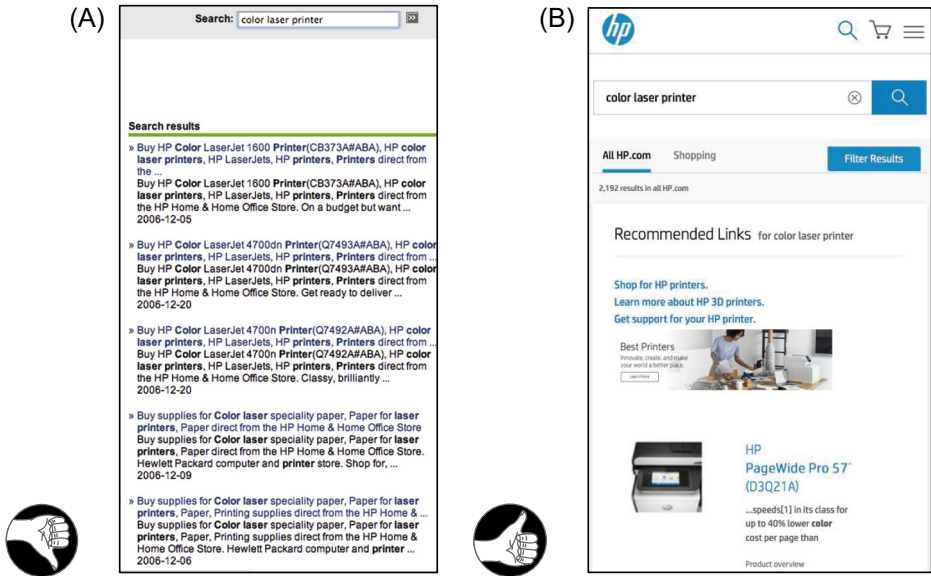 (A)
Search: color laser printer
Search results
» Buy HP Color LaserJet 1600 Printer(CB373A#ABA), HP color
laser printers, HP LaserJets, HP printers, Printers direct from
the ...
Buy HP Color LaserJet 1600 Printer(CB373A#ABA), HP color
laser printers, HP LaserJets, HP printers, Printers direct from
the HP Home & Home Office Store. On a budget but want ...
2006-12-05
» Buy HP Color LaserJet 4700dn Printer(Q7493A#ABA), HP color
laser printers, HP LaserJets, HP printers, Printers direct from ...
Buy HP Color LaserJet 4700dn Printer(Q7493A#ABA), HP color
laser printers, HP LaserJets, HP printers, Printers direct from
the HP Home & Home Office Store. Get ready to deliver ...
2006-12-20
» Buy HP Color LaserJet 4700n Printer(Q7492A#ABA), HP color
laser printers, HP LaserJets, HP printers, Printers direct from ...
Buy HP Color LaserJet 4700n Printer(Q7492A#ABA), HP color
laser printers, HP LaserJets, HP printers, Printers direct from
the HP Home & Home Office Store. Classy, brilliantly ...
2006-12-20
» Buy supplies for Color laser speciality paper, Paper for laser
printers, Paper direct from the HP Home & Home Office Store
Buy supplies for Color laser speciality paper, Paper for laser
printers, Paper direct from the HP Home & Home Office Store.
Hewlett Packard computer and printer store. Shop for, ...
2006-12-09
» Buy supplies for Color laser speciality paper, Paper for laser
printers, Paper, Printing supplies direct from the HP Home & ...
Buy supplies for Color laser speciality paper, Paper for laser
printers, Paper, Printing supplies direct from the HP Home &
Home Office Store. Hewlett Packard computer and printer ...
2006-12-06
(B)
hp
color laser printer
All HP.com Shopping Filter Results
2,192 results in all HP.com
Recommended Links for color laser printer
Shop for HP printers.
Learn more about HP 3D printers.
Get support for your HP printer.
Best Printers
Innovate, create, and make
your world a better place.
Learn More
HP
PageWide Pro 57
(D3Q21A)
...speeds[1] in its class for
up to 40% lower color
cost per page than
Product overview